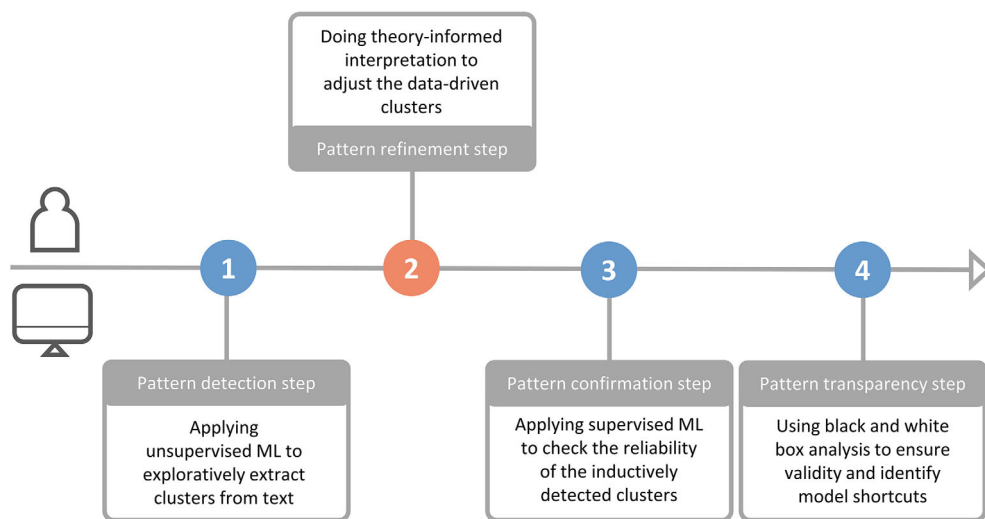 Doing theory-informed
interpretation to
adjust the data-driven
clusters
Pattern refinement step
1
2
3
4
Pattern detection step
Applying
unsupervised ML to
exploratively extract
clusters from text
Pattern confirmation step
Applying supervised ML
to check the reliability
of the inductively
detected clusters
Pattern transparency step
Using black and white
box analysis to ensure
validity and identify
model shortcuts